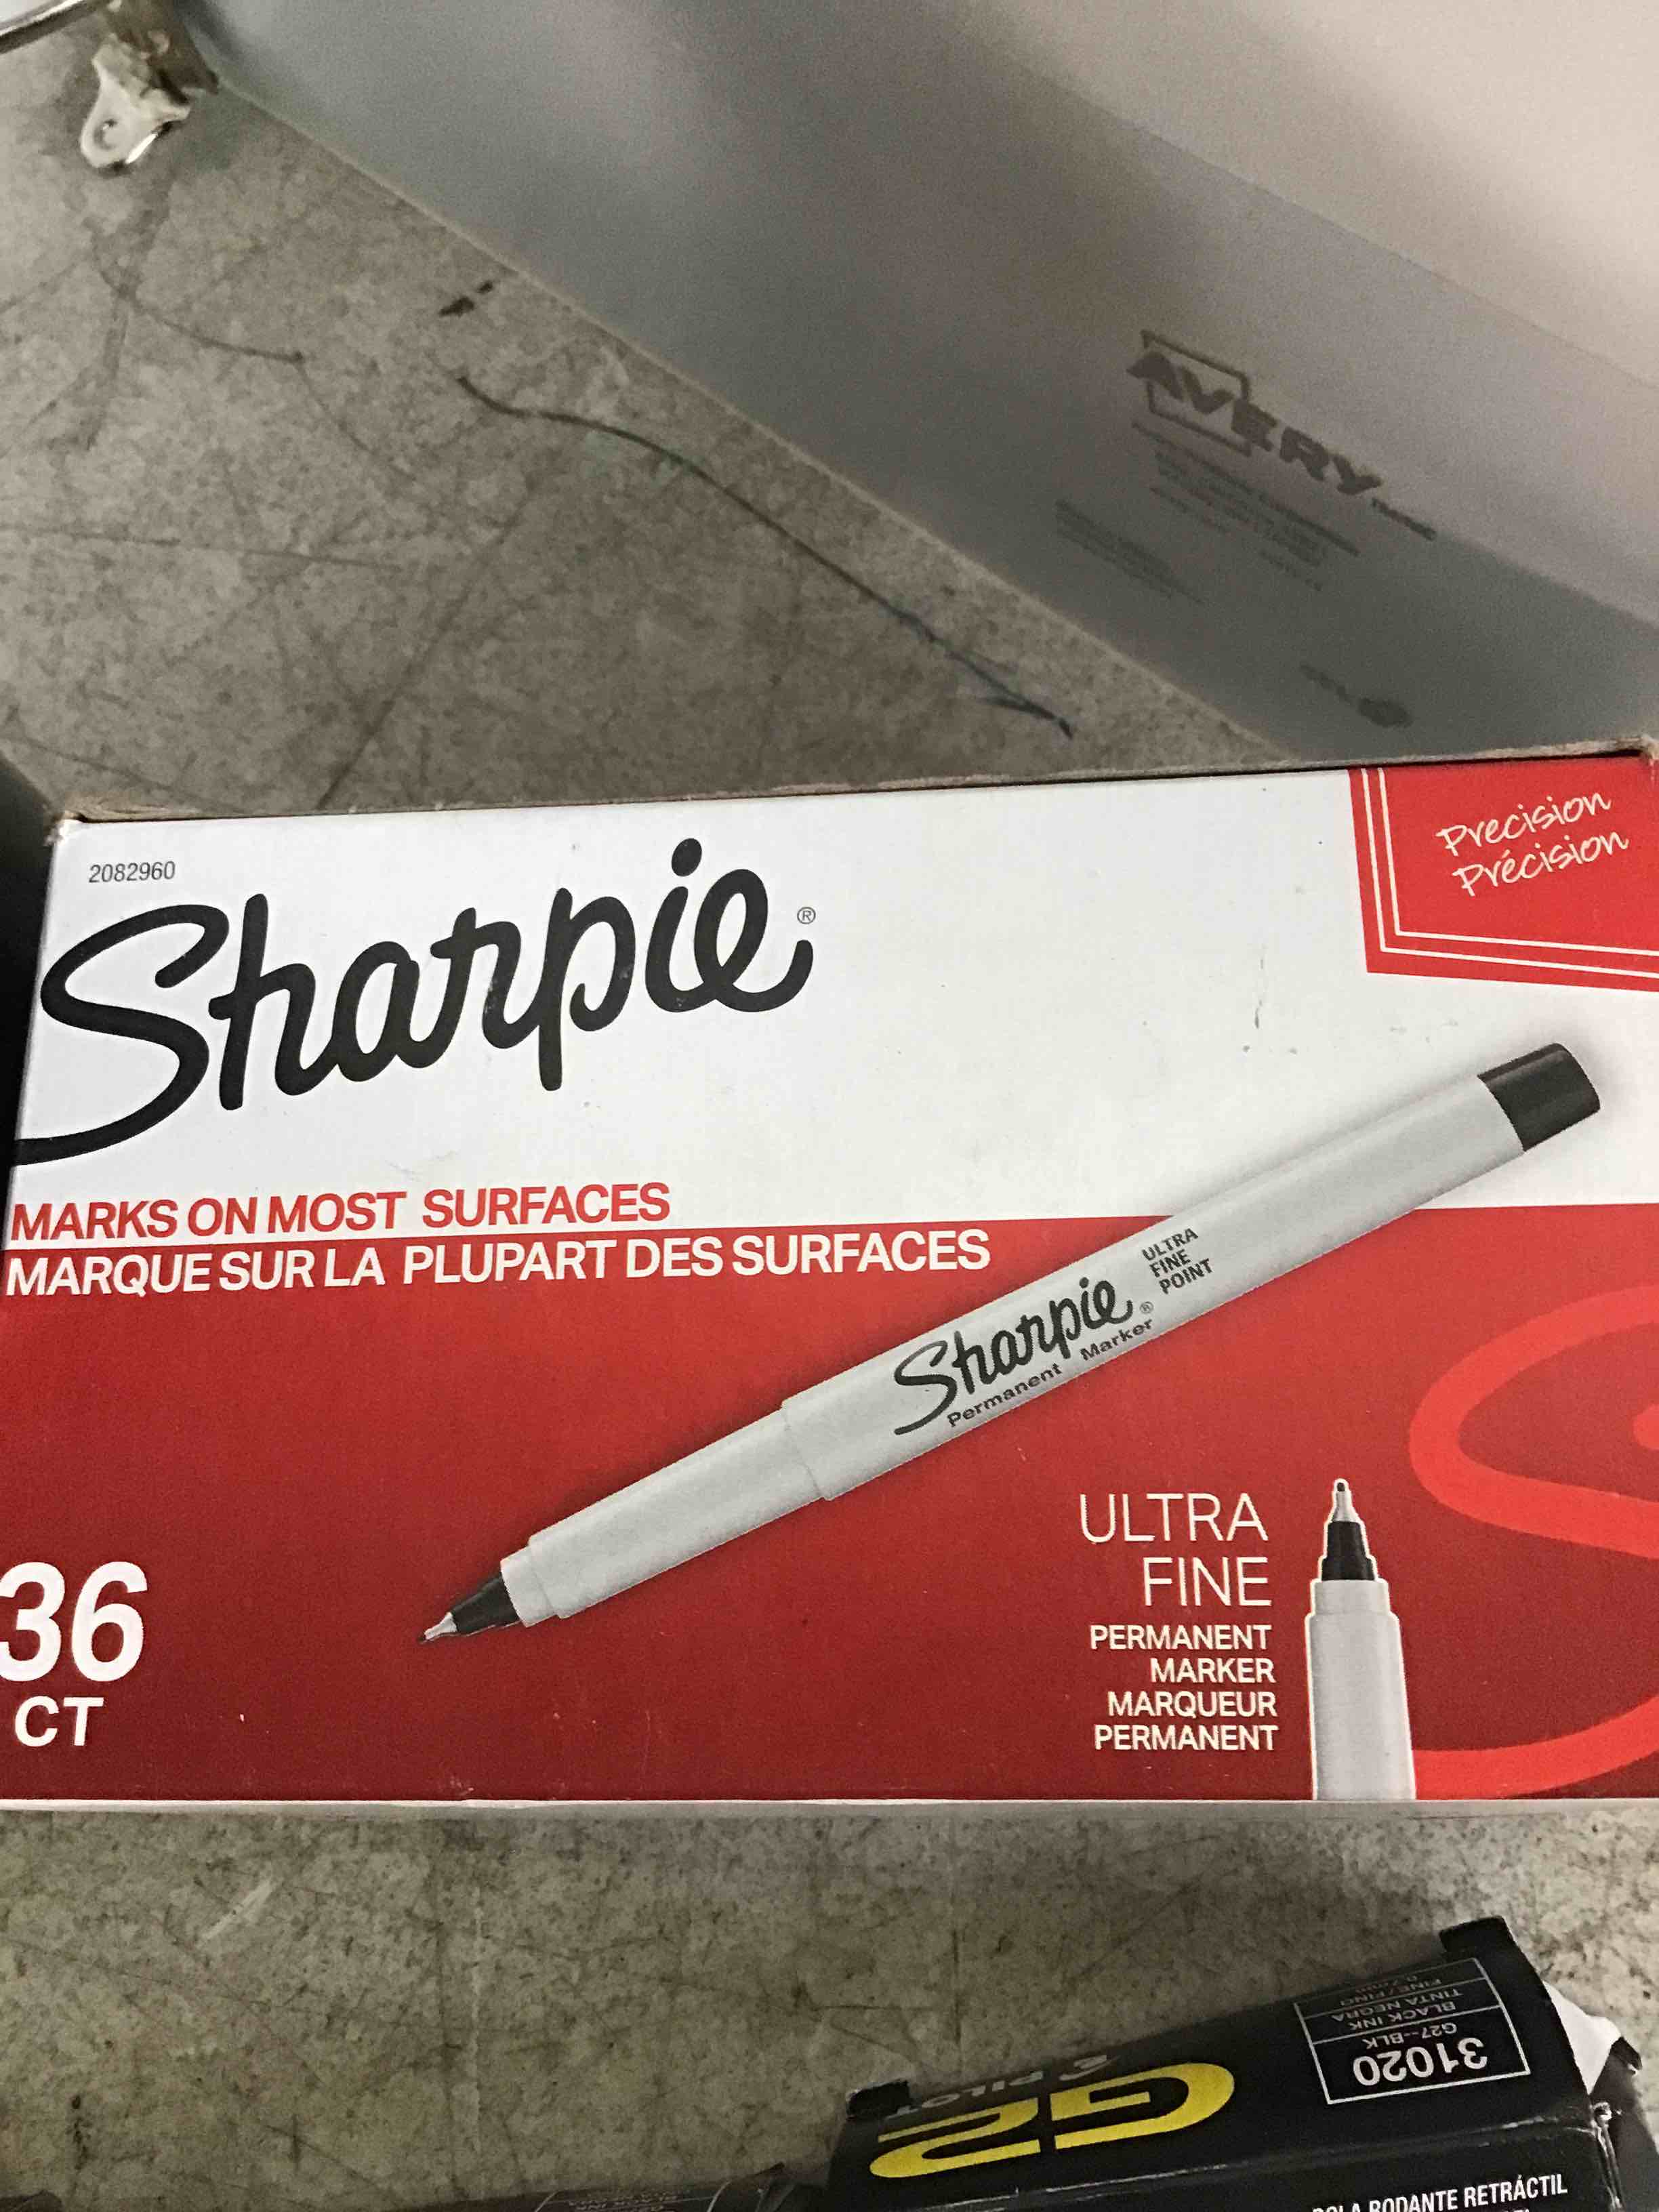 AVERY
2082960
Sharpie®
Precision
Précision
MARKS ON MOST SURFACES
MARQUE SUR LA PLUPART DES SURFACES
Sharpie®
Permanent Marker
ULTRA
FINE
POINT
36
CT
ULTRA
FINE
PERMANENT
MARKER
MARQUEUR
PERMANENT
31020
G27-BLK
BLACK INK
TINTA NEGRA
FINE/FINO
G2
PILOT
RODANTE RETRÁCTIL